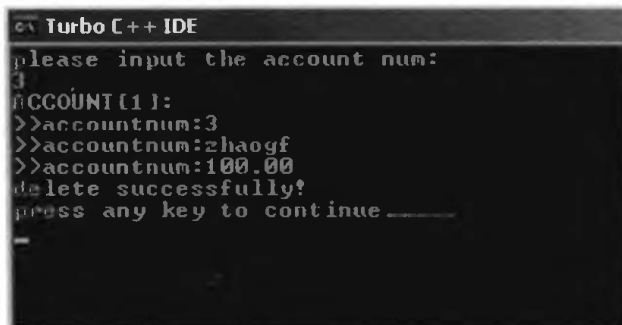 Turbo C++ IDE
please input the account num:
3
ACCOUNT[1]:
>>accountnum:3
>>accountnum:zhaogf
>>accountnum:100.00
delete successfully!
press any key to continue......